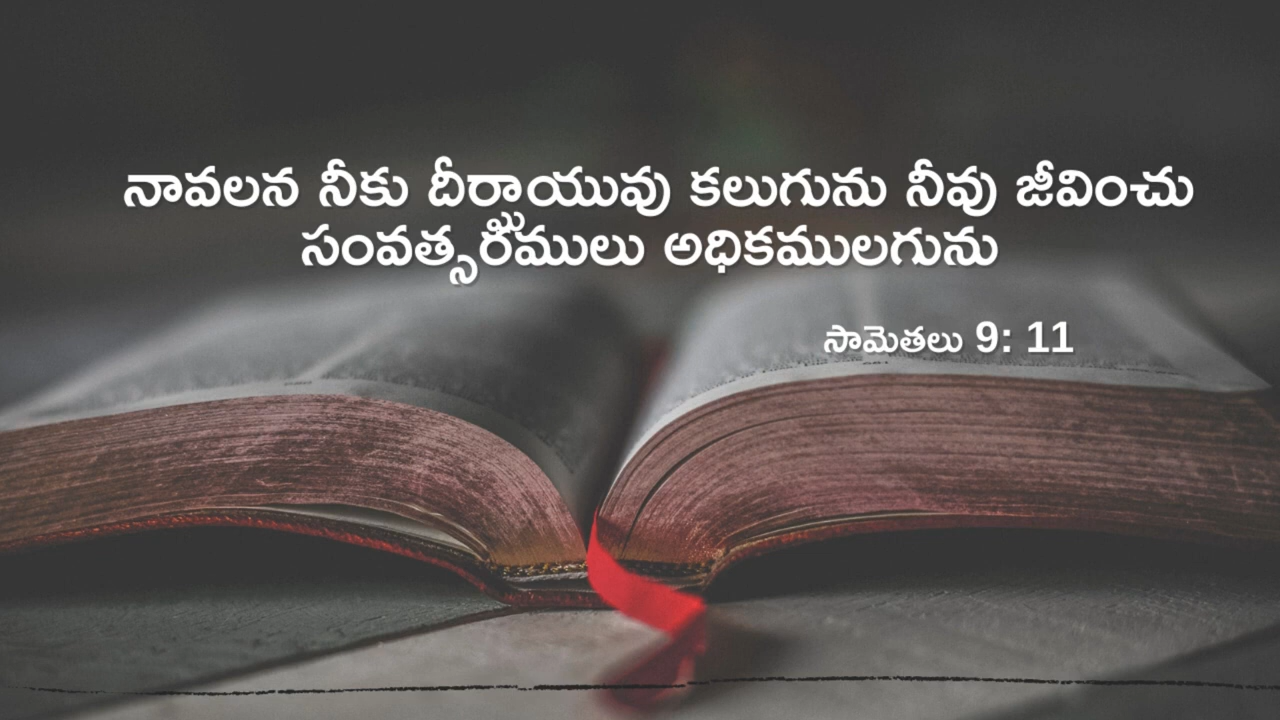 నావలన నీకు దీర్ఘాయువు కలుగును నీవు జీవించు
సంవత్సరములు అధికములగును
సామెతలు 9: 11